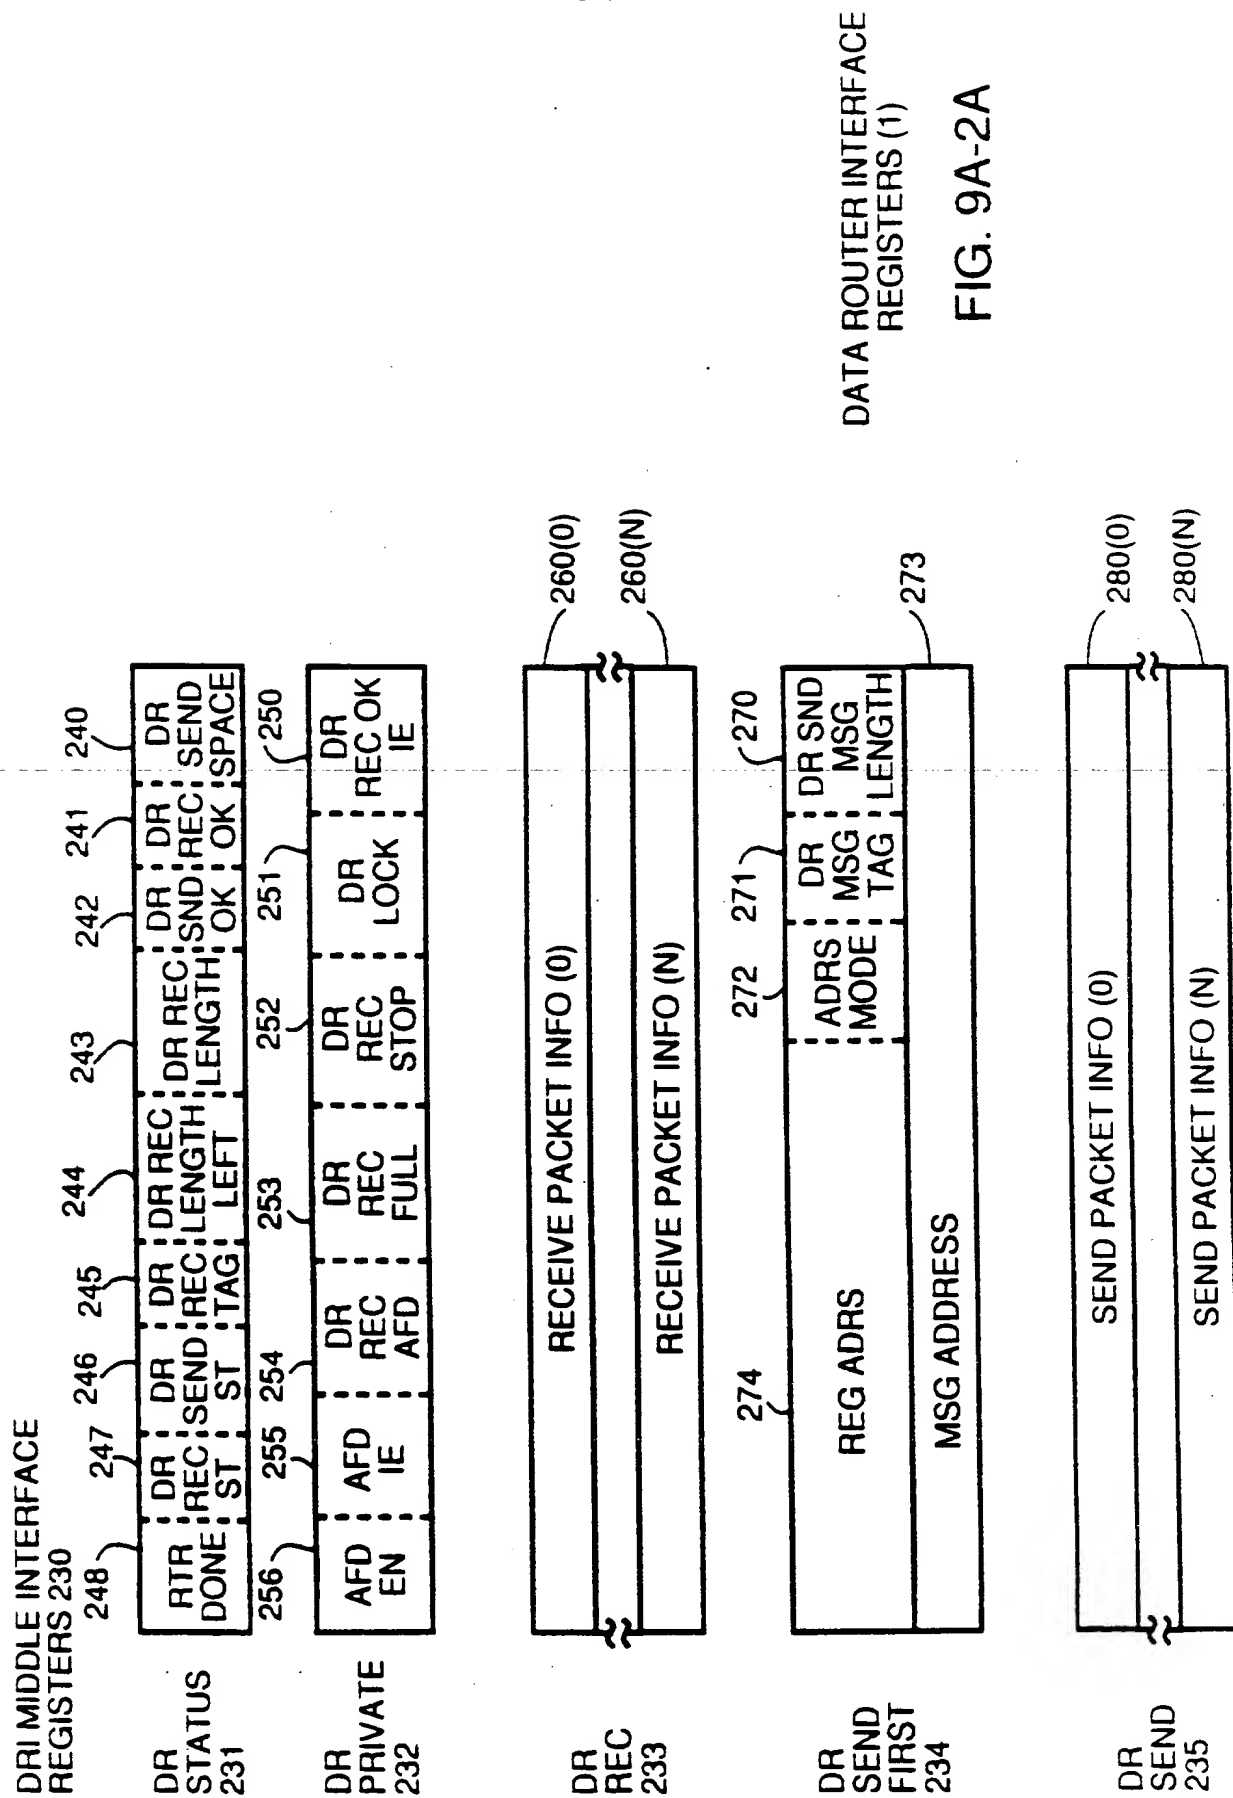 DRI MIDDLE INTERFACE
REGISTERS 230
DR
STATUS
231
248
247
246
245
244
243
242
241
240
RTR
DONE
DR
REC
ST
DR
SEND
ST
DR
REC
TAG
DR REC
LENGTH
LEFT
DR REC
LENGTH
DR
SND
OK
DR
REC
OK
DR
SEND
SPACE
DR
PRIVATE
232
256
255
254
253
252
251
250
AFD
EN
AFD
IE
DR
REC
AFD
DR
REC
FULL
DR
REC
STOP
DR
LOCK
DR
REC OK
IE
DR
REC
233
RECEIVE PACKET INFO (0)
260(0)
RECEIVE PACKET INFO (N)
260(N)
DR
SEND
FIRST
234
274
272
271
270
REG ADRS
ADRS
MODE
DR
MSG
TAG
DR SND
MSG
LENGTH
MSG ADDRESS
273
DR
SEND
235
SEND PACKET INFO (0)
280(0)
SEND PACKET INFO (N)
280(N)
DATA ROUTER INTERFACE
REGISTERS (1)
FIG. 9A-2A